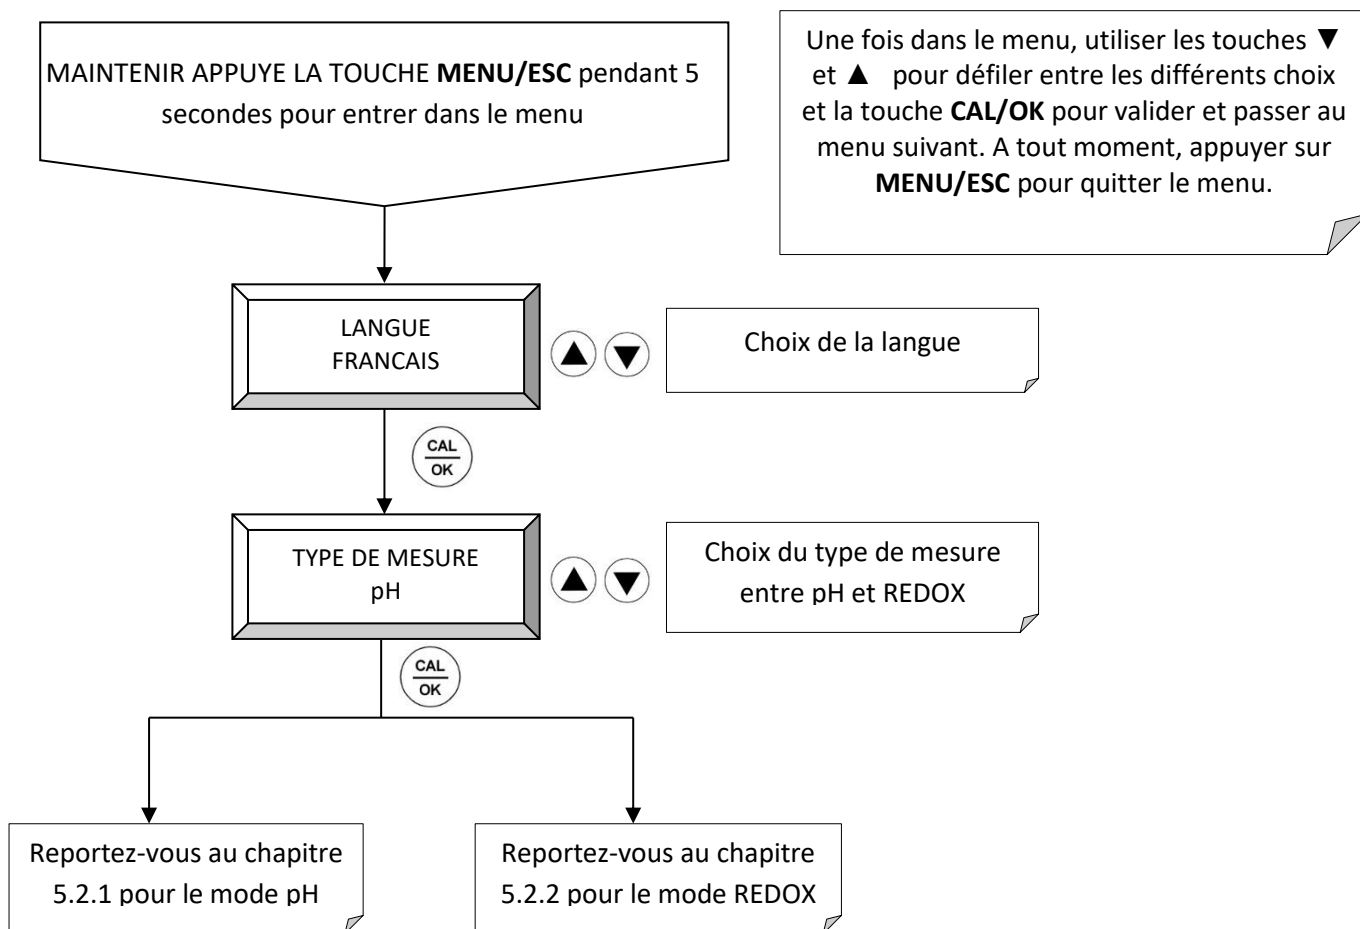 MAINTENIR APPUYE LA TOUCHE MENU/ESC pendant 5
secondes pour entrer dans le menu
Une fois dans le menu, utiliser les touches ▼
et ▲ pour défiler entre les différents choix
et la touche CAL/OK pour valider et passer au
menu suivant. A tout moment, appuyer sur
MENU/ESC pour quitter le menu.
LANGUE
FRANCAIS
Choix de la langue
CAL
OK
TYPE DE MESURE
pH
Choix du type de mesure
entre pH et REDOX
CAL
OK
Reportez-vous au chapitre
5.2.1 pour le mode pH
Reportez-vous au chapitre
5.2.2 pour le mode REDOX